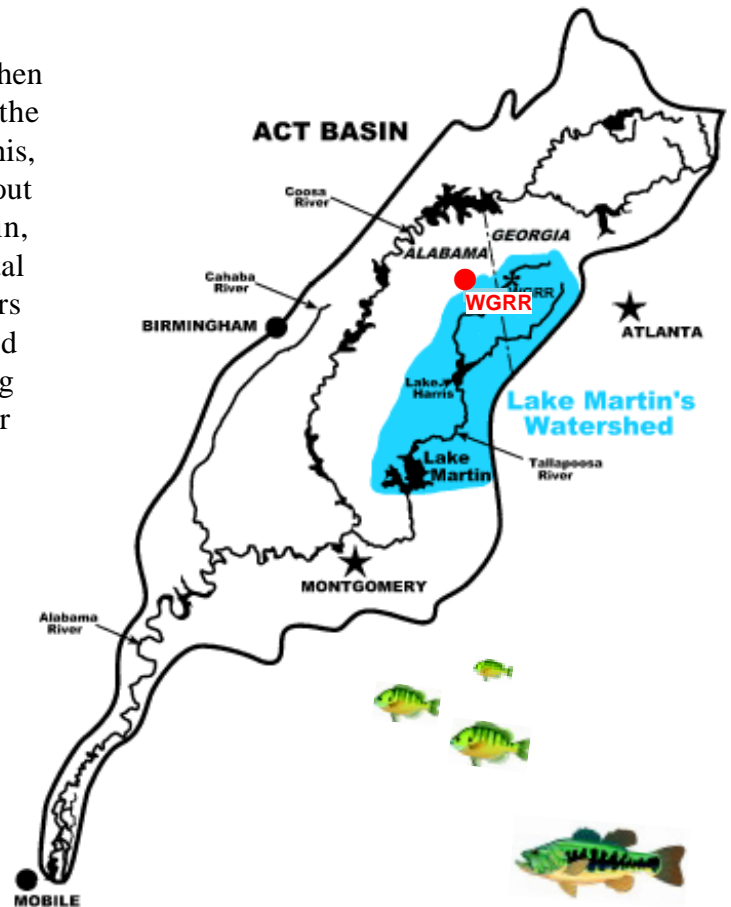 hen
the
his,
out
in,
tal
rs
d
g
r
ACT BASIN
Coosa
River
GEORGIA
ALABAMA
Cahaba
River
WGRR
WGRR
BIRMINGHAM
ATLANTA
Lake
Harris
Lake Martin's
Watershed
Lake
Martin
Tallapoosa
River
MONTGOMERY
Alabama
River
MOBILE